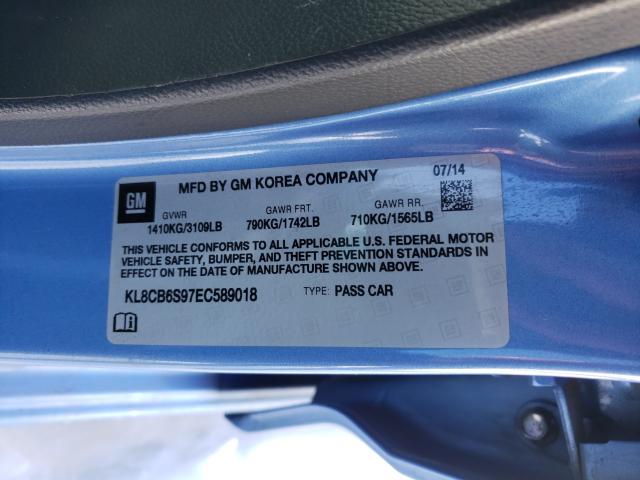 MFD BY GM KOREA COMPANY 07/14
GM
GVWR GAWR FRT. GAWR RR.
1410KG/3109LB 790KG/1742LB 710KG/1565LB
THIS VEHICLE CONFORMS TO ALL APPLICABLE U.S. FEDERAL MOTOR
VEHICLE SAFETY, BUMPER, AND THEFT PREVENTION STANDARDS IN
EFFECT ON THE DATE OF MANUFACTURE SHOWN ABOVE.
KL8CB6S97EC589018 TYPE: PASS CAR